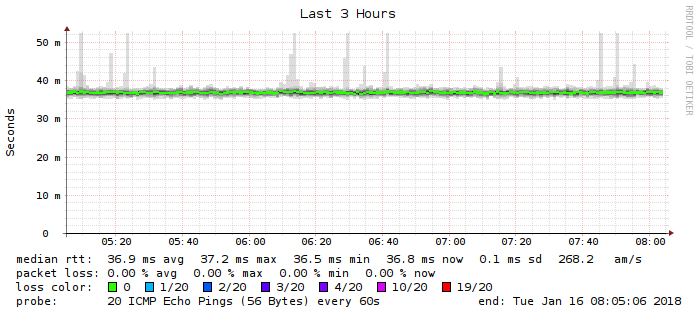 Last 3 Hours
RRDTOOL / TOBI OETIKER
Seconds
50 m
40 m
30 m
20 m
10 m
0
05:20 05:40 06:00 06:20 06:40 07:00 07:20 07:40 08:00
median rtt: 36.9 ms avg 37.2 ms max 36.5 ms min 36.8 ms now 0.1 ms sd 268.2 am/s
packet loss: 0.00 % avg 0.00 % max 0.00 % min 0.00 % now
loss color: 0 1/20 2/20 3/20 4/20 10/20 19/20
probe: 20 ICMP Echo Pings (56 Bytes) every 60s end: Tue Jan 16 08:05:06 2018